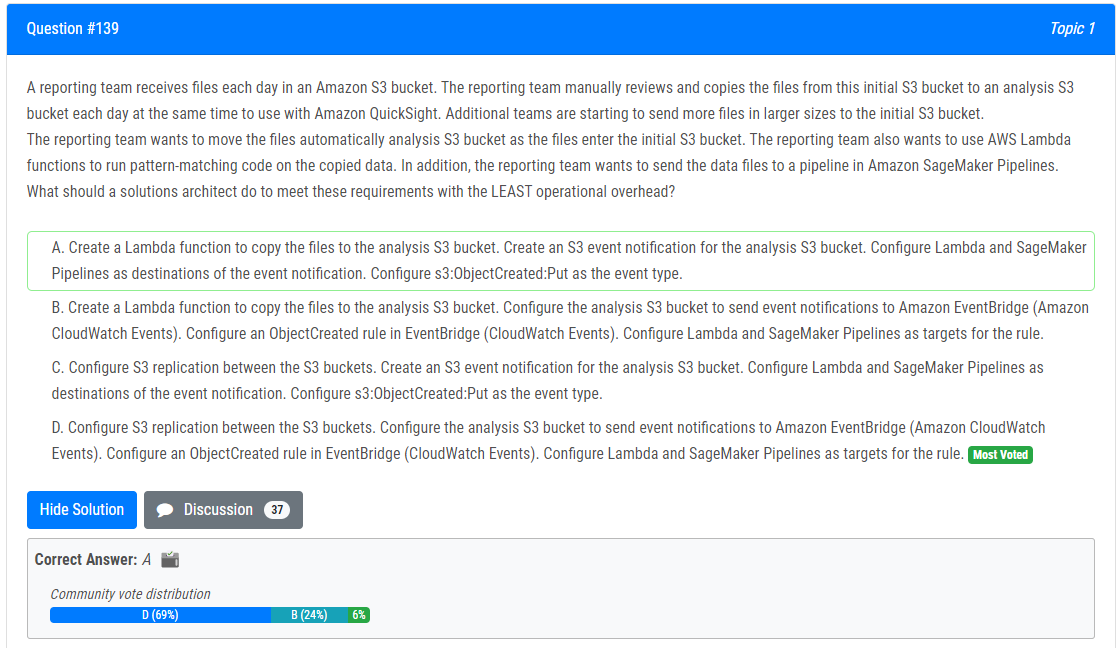 Question #139
Topic 1
A reporting team receives files each day in an Amazon S3 bucket. The reporting team manually reviews and copies the files from this initial S3 bucket to an analysis S3
bucket each day at the same time to use with Amazon QuickSight. Additional teams are starting to send more files in larger sizes to the initial S3 bucket.
The reporting team wants to move the files automatically analysis S3 bucket as the files enter the initial S3 bucket. The reporting team also wants to use AWS Lambda
functions to run pattern-matching code on the copied data. In addition, the reporting team wants to send the data files to a pipeline in Amazon SageMaker Pipelines.
What should a solutions architect do to meet these requirements with the LEAST operational overhead?
A. Create a Lambda function to copy the files to the analysis S3 bucket. Create an S3 event notification for the analysis S3 bucket. Configure Lambda and SageMaker
Pipelines as destinations of the event notification. Configure s3:ObjectCreated:Put as the event type.
B. Create a Lambda function to copy the files to the analysis S3 bucket. Configure the analysis S3 bucket to send event notifications to Amazon EventBridge (Amazon
CloudWatch Events). Configure an ObjectCreated rule in EventBridge (CloudWatch Events). Configure Lambda and SageMaker Pipelines as targets for the rule.
C. Configure S3 replication between the S3 buckets. Create an S3 event notification for the analysis S3 bucket. Configure Lambda and SageMaker Pipelines as
destinations of the event notification. Configure s3:ObjectCreated:Put as the event type.
D. Configure S3 replication between the S3 buckets. Configure the analysis S3 bucket to send event notifications to Amazon EventBridge (Amazon CloudWatch
Events). Configure an ObjectCreated rule in EventBridge (CloudWatch Events). Configure Lambda and SageMaker Pipelines as targets for the rule. Most Voted
Hide Solution
Discussion 37
Correct Answer: A
Community vote distribution
D (69%) B (24%) 6%